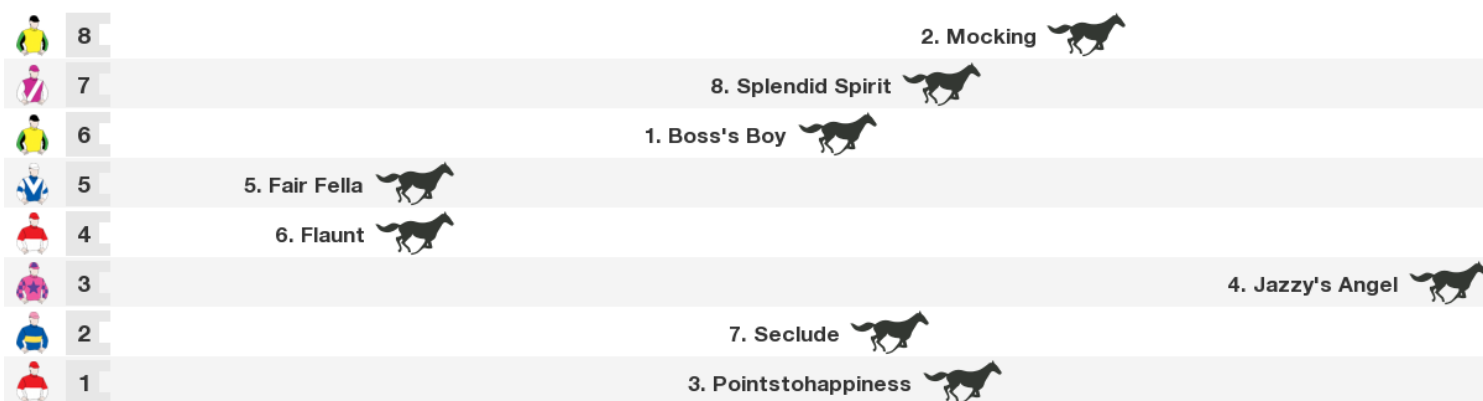 8 2. Mocking
7 8. Splendid Spirit
6 1. Boss's Boy
5 5. Fair Fella
4 6. Flaunt
3 4. Jazzy's Angel
2 7. Seclude
1 3. Pointstohappiness